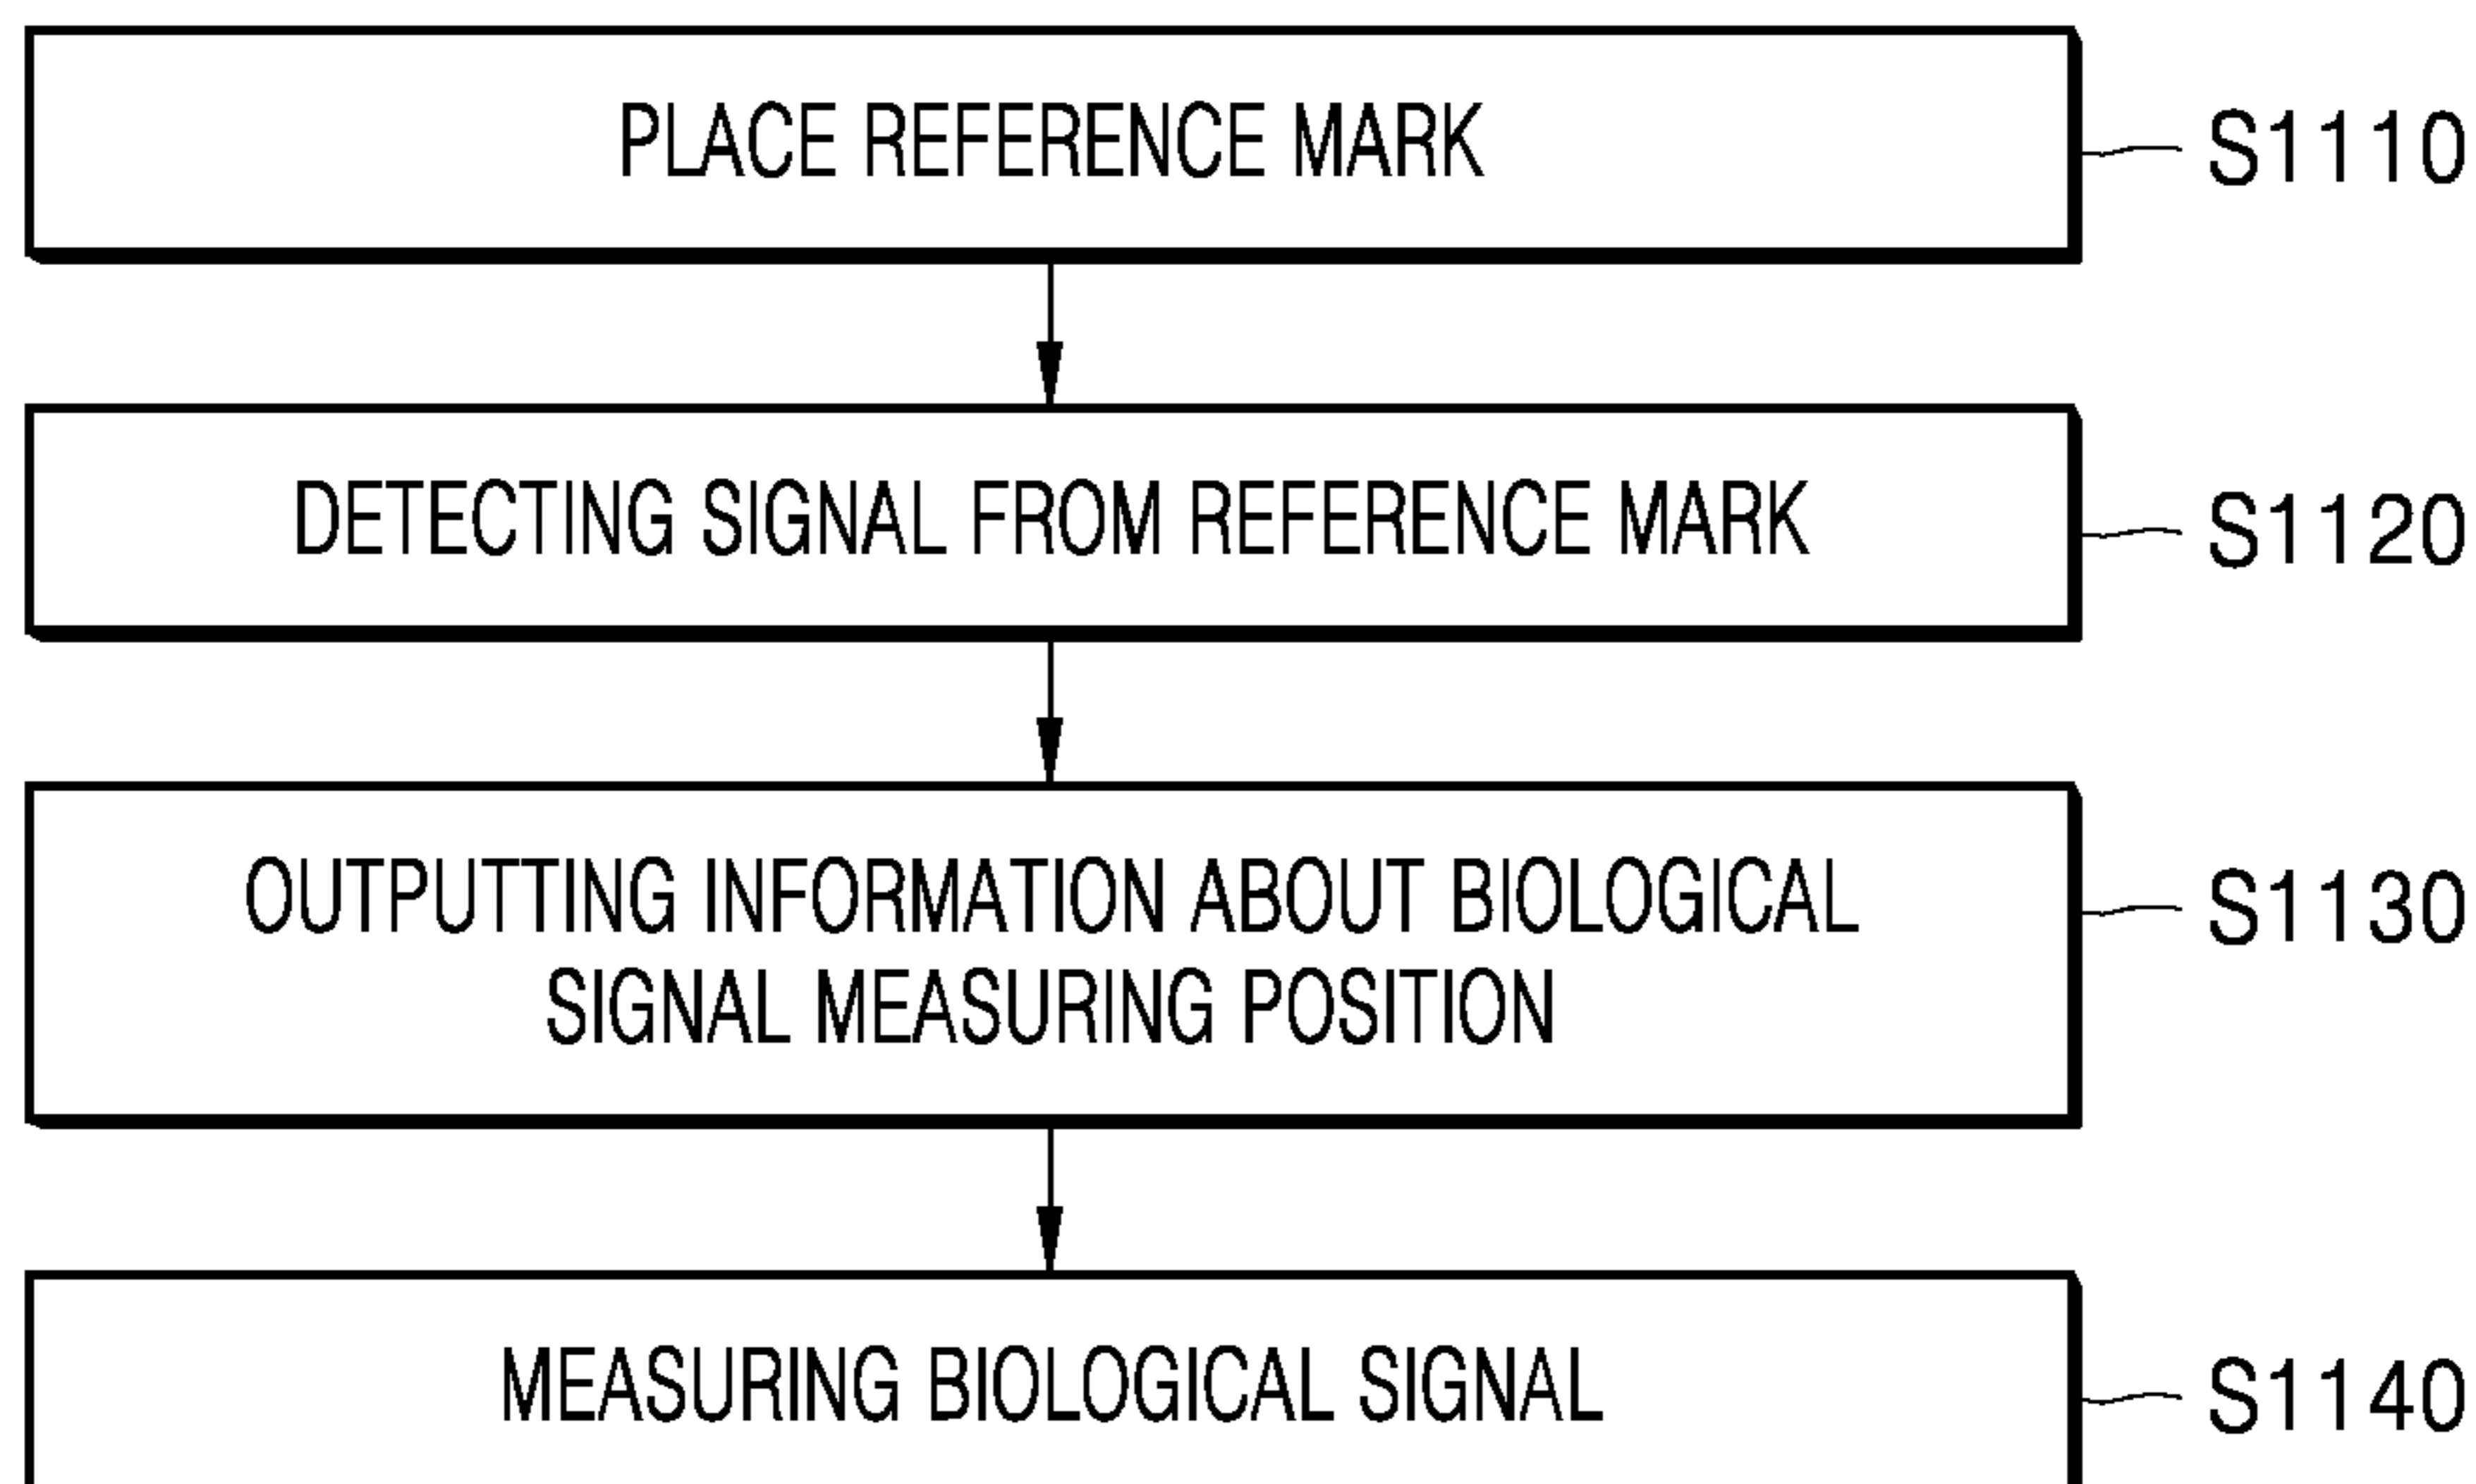 PLACE REFERENCE MARK
S1110
DETECTING SIGNAL FROM REFERENCE MARK
S1120
OUTPUTTING INFORMATION ABOUT BIOLOGICAL
SIGNAL MEASURING POSITION
S1130
MEASURING BIOLOGICAL SIGNAL
S1140